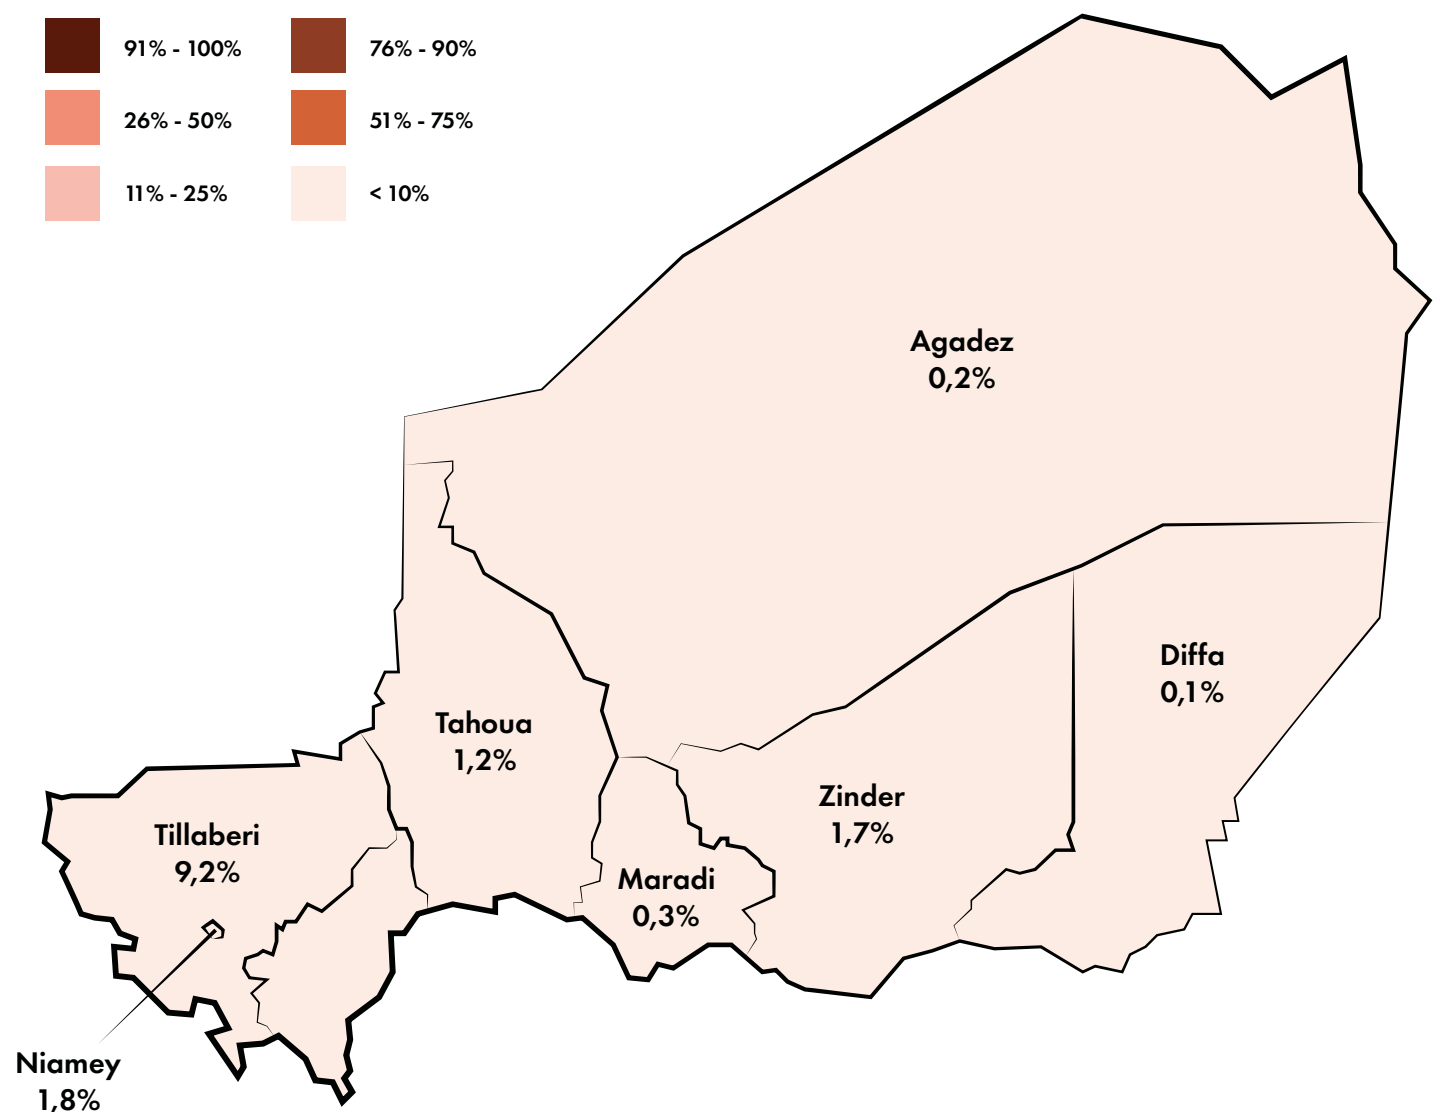 91% - 100%
76% - 90%
26% - 50%
51% - 75%
11% - 25%
< 10%
Agadez
0,2%
Diffa
0,1%
Tahoua
1,2%
Zinder
1,7%
Tillaberi
9,2%
Maradi
0,3%
Niamey
1,8%